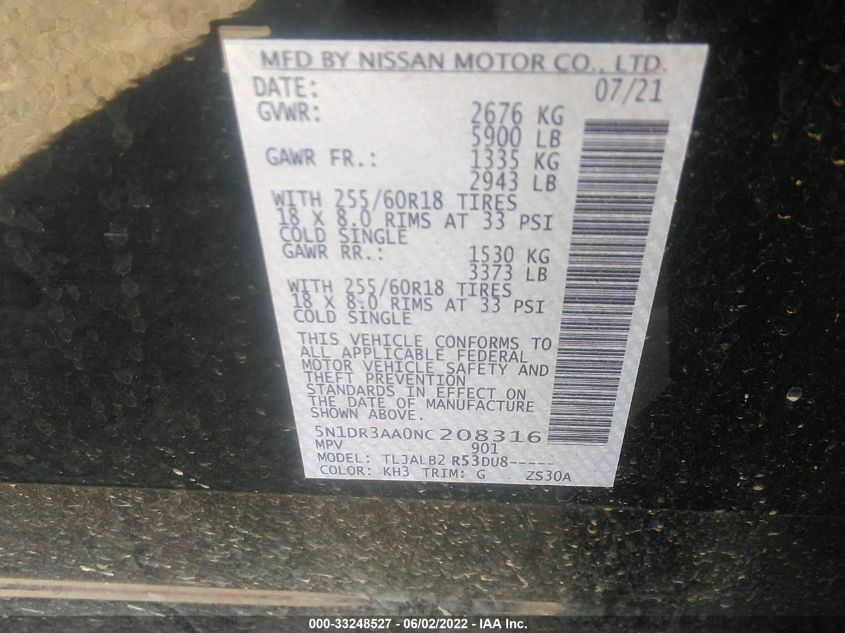 MFD BY NISSAN MOTOR CO., LTD.
DATE: 07/21
GVWR: 2676 KG
5900 LB
GAWR FR.: 1335 KG
2943 LB
WITH 255/60R18 TIRES
18 X 8.0 RIMS AT 33 PSI
COLD SINGLE
GAWR RR.: 1530 KG
3373 LB
WITH 255/60R18 TIRES
18 X 8.0 RIMS AT 33 PSI
COLD SINGLE
THIS VEHICLE CONFORMS TO
ALL APPLICABLE FEDERAL
MOTOR VEHICLE SAFETY AND
THEFT PREVENTION
STANDARDS IN EFFECT ON
THE DATE OF MANUFACTURE
SHOWN ABOVE.
5N1DR3AA0NC208316
MPV 901
MODEL: TLJALB2 R53DU8-----
COLOR: KH3 TRIM: G ZS30A
000-33248527 - 06/02/2022 - IAA Inc.